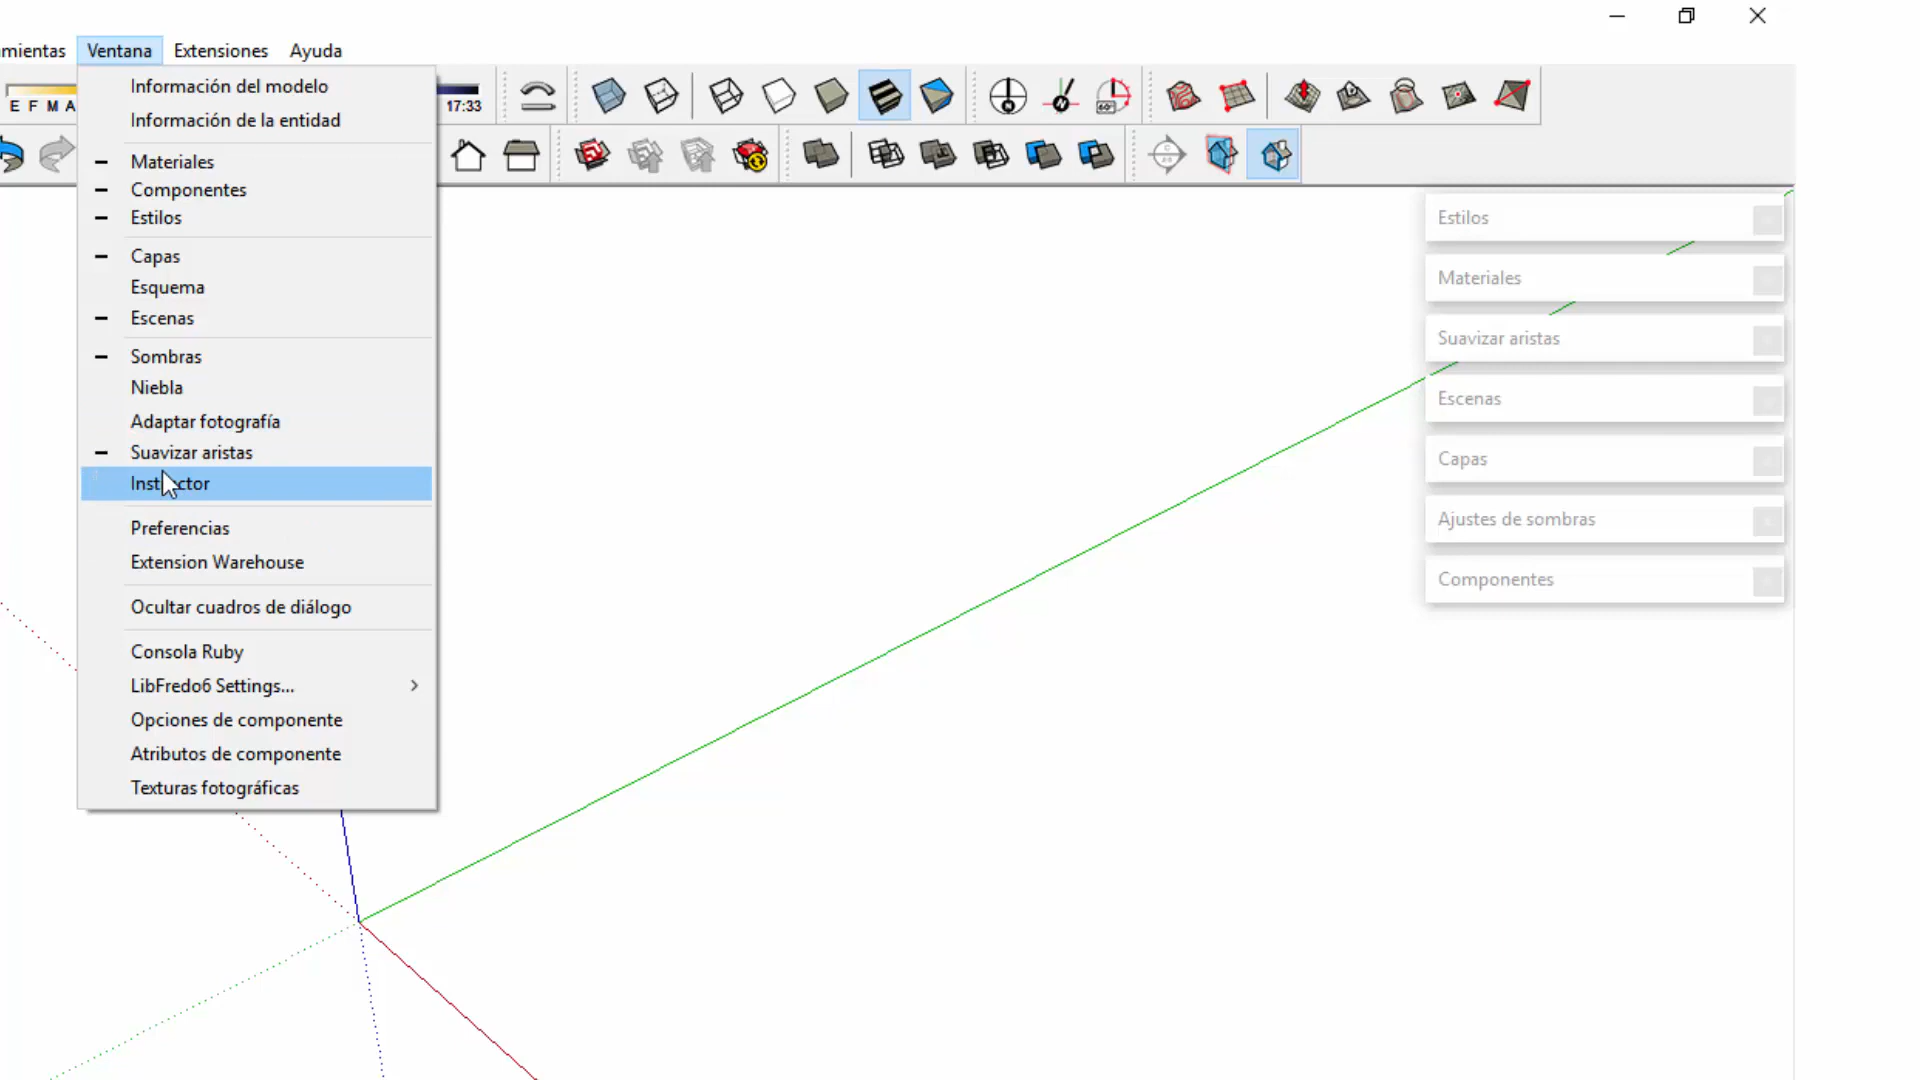 mientas Ventana Extensiones Ayuda
E F M A
17:33
Información del modelo
Información de la entidad
Materiales
Componentes
Estilos
Capas
Esquema
Escenas
Sombras
Niebla
Adaptar fotografía
Suavizar aristas
Instructor
Preferencias
Extension Warehouse
Ocultar cuadros de diálogo
Consola Ruby
LibFredo6 Settings...
Opciones de componente
Atributos de componente
Texturas fotográficas
Estilos
Materiales
Suavizar aristas
Escenas
Capas
Ajustes de sombras
Componentes